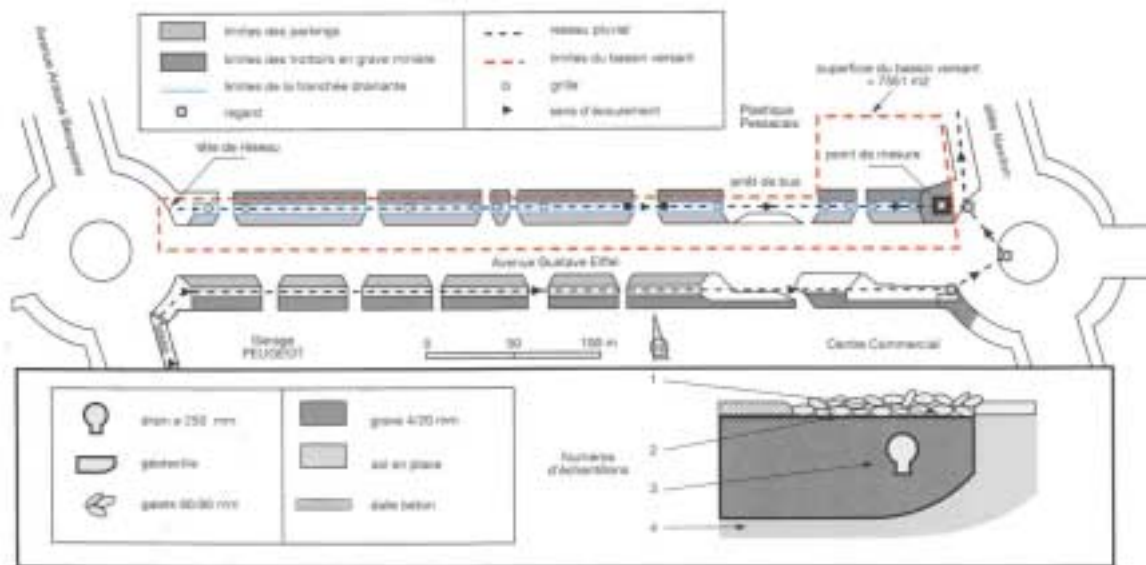 limites des parkings
limites des trottoirs en grave minière
limites de la tranchée drainante
regard
réseau pluvial
limites du bassin versant
grille
sens d'écoulement
superficie du bassin versant
= 7661 m2
Plastique
Pessacais
tête de réseau
point de mesure
arrêt de bus
Avenue Gustave Eiffel
Garage
PEUGEOT
0 50 100 m
Centre Commercial
drain ø 250 mm
géotextile
galets 60/80 mm
grave 4/20 mm
sol en place
dalle béton
Numéros
d'échantillons
1
2
3
4